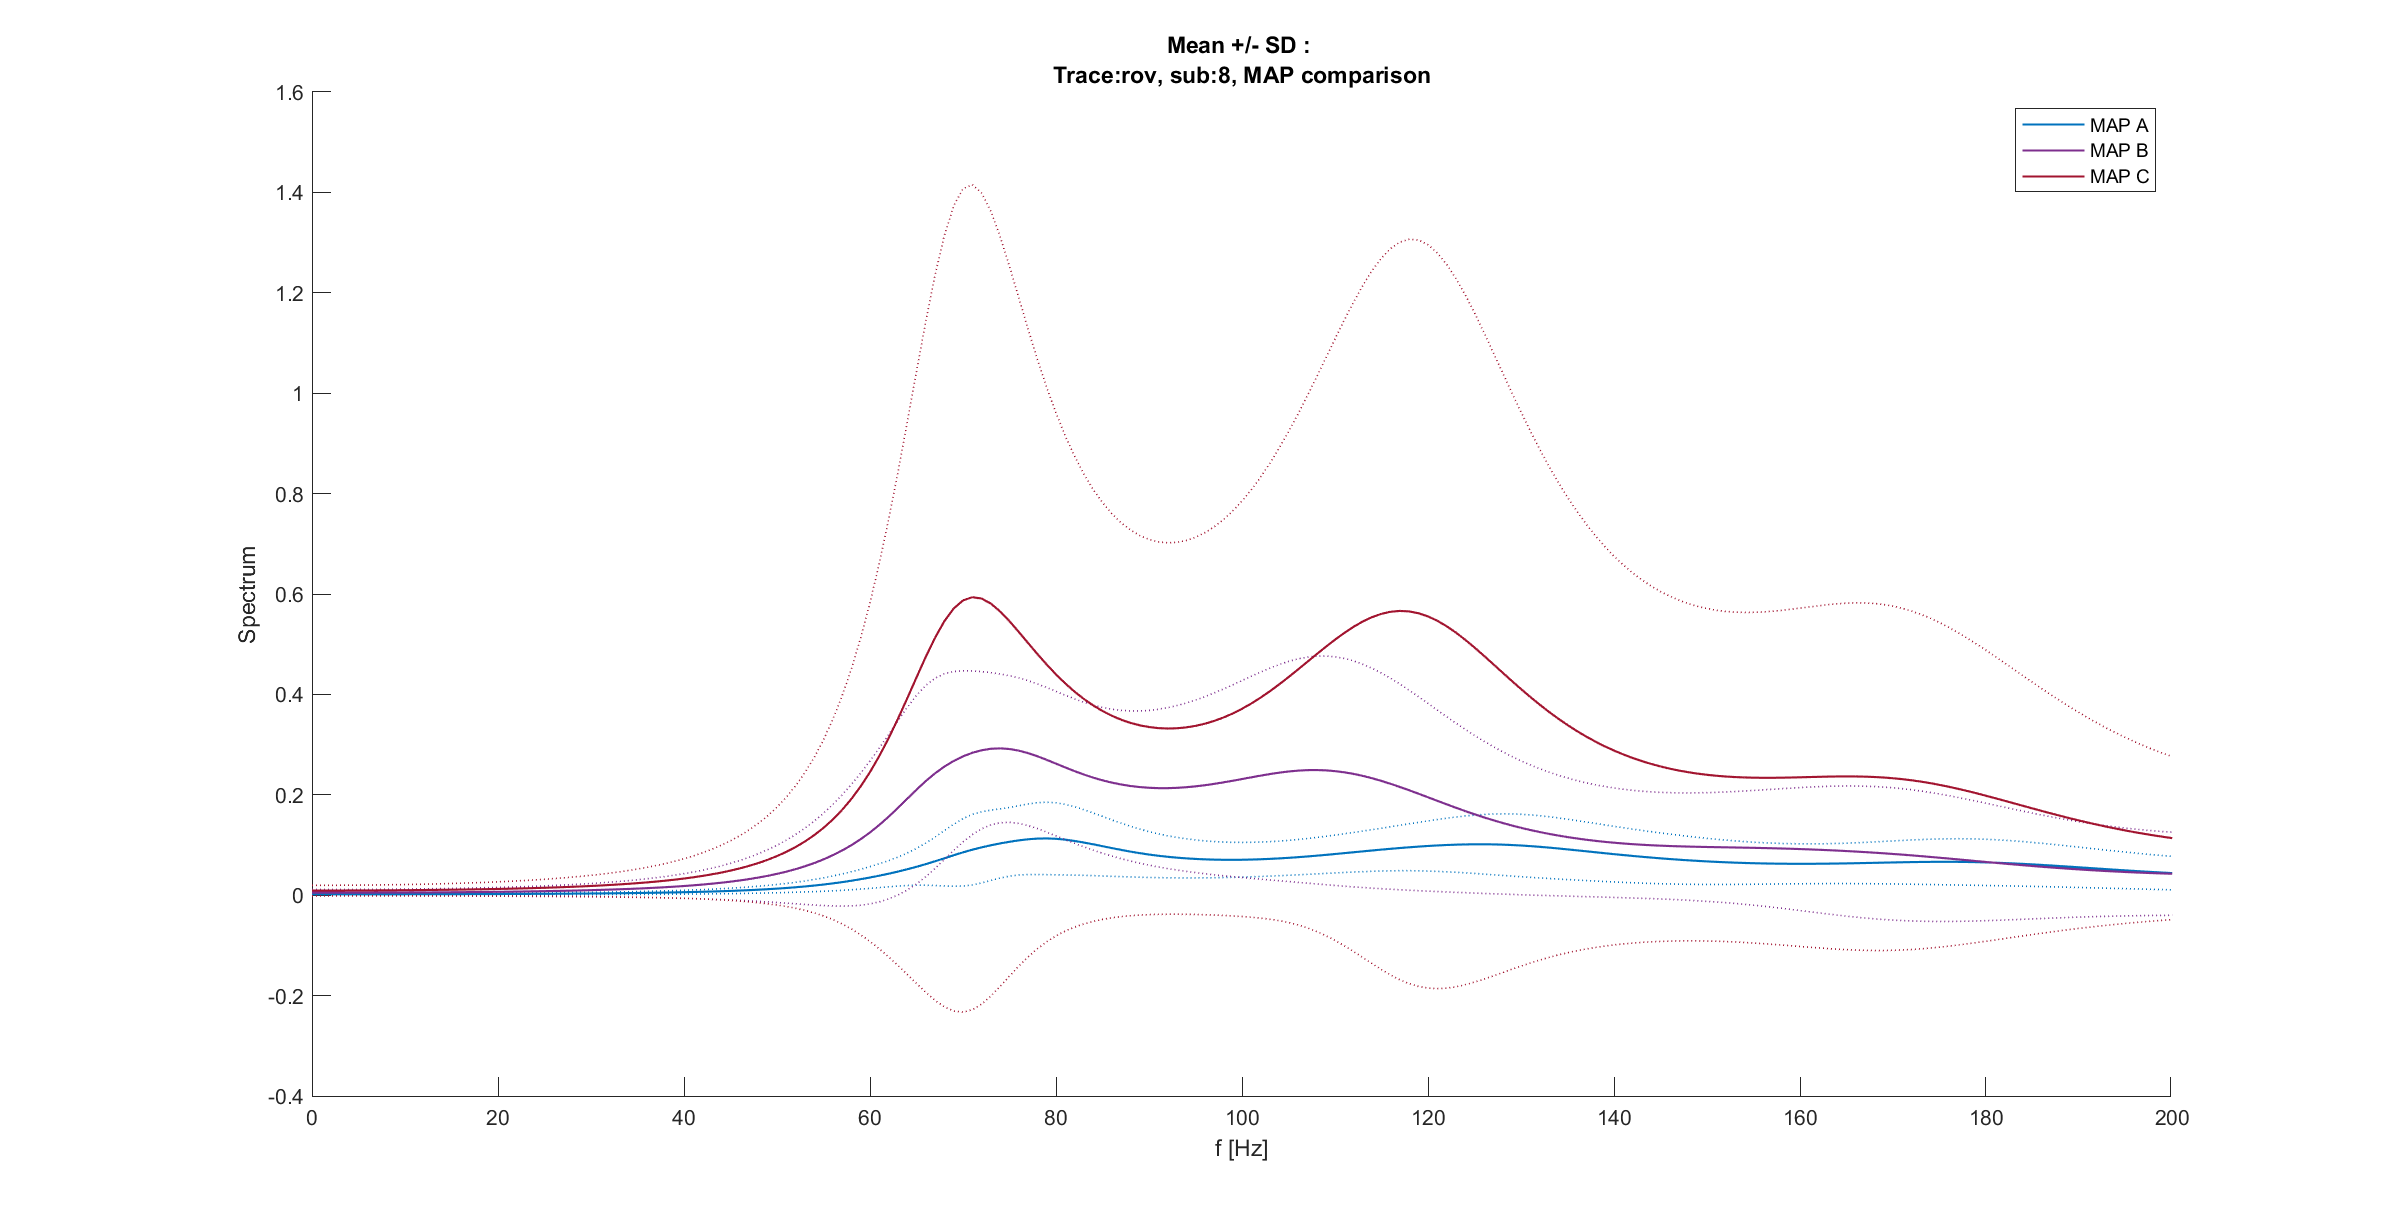 Mean +/- SD :
Trace:rov, sub:8, MAP comparison
MAP A
MAP B
MAP C
Spectrum
1.6
1.4
1.2
1
0.8
0.6
0.4
0.2
0
-0.2
-0.4
0 20 40 60 80 100 120 140 160 180 200
f [Hz]